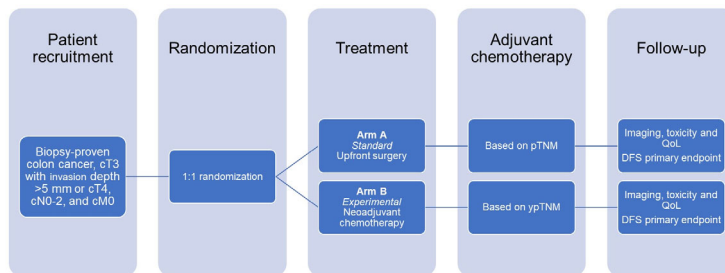 Patient
recruitment
Randomization
Treatment
Adjuvant
chemotherapy
Follow-up
Biopsy-proven
colon cancer, cT3
with invasion depth
>5 mm or cT4,
cN0-2, and cM0
1:1 randomization
Arm A
Standard
Upfront surgery
Based on pTNM
Imaging, toxicity and
QoL
DFS primary endpoint
Arm B
Experimental
Neoadjuvant
chemotherapy
Based on ypTNM
Imaging, toxicity and
QoL
DFS primary endpoint